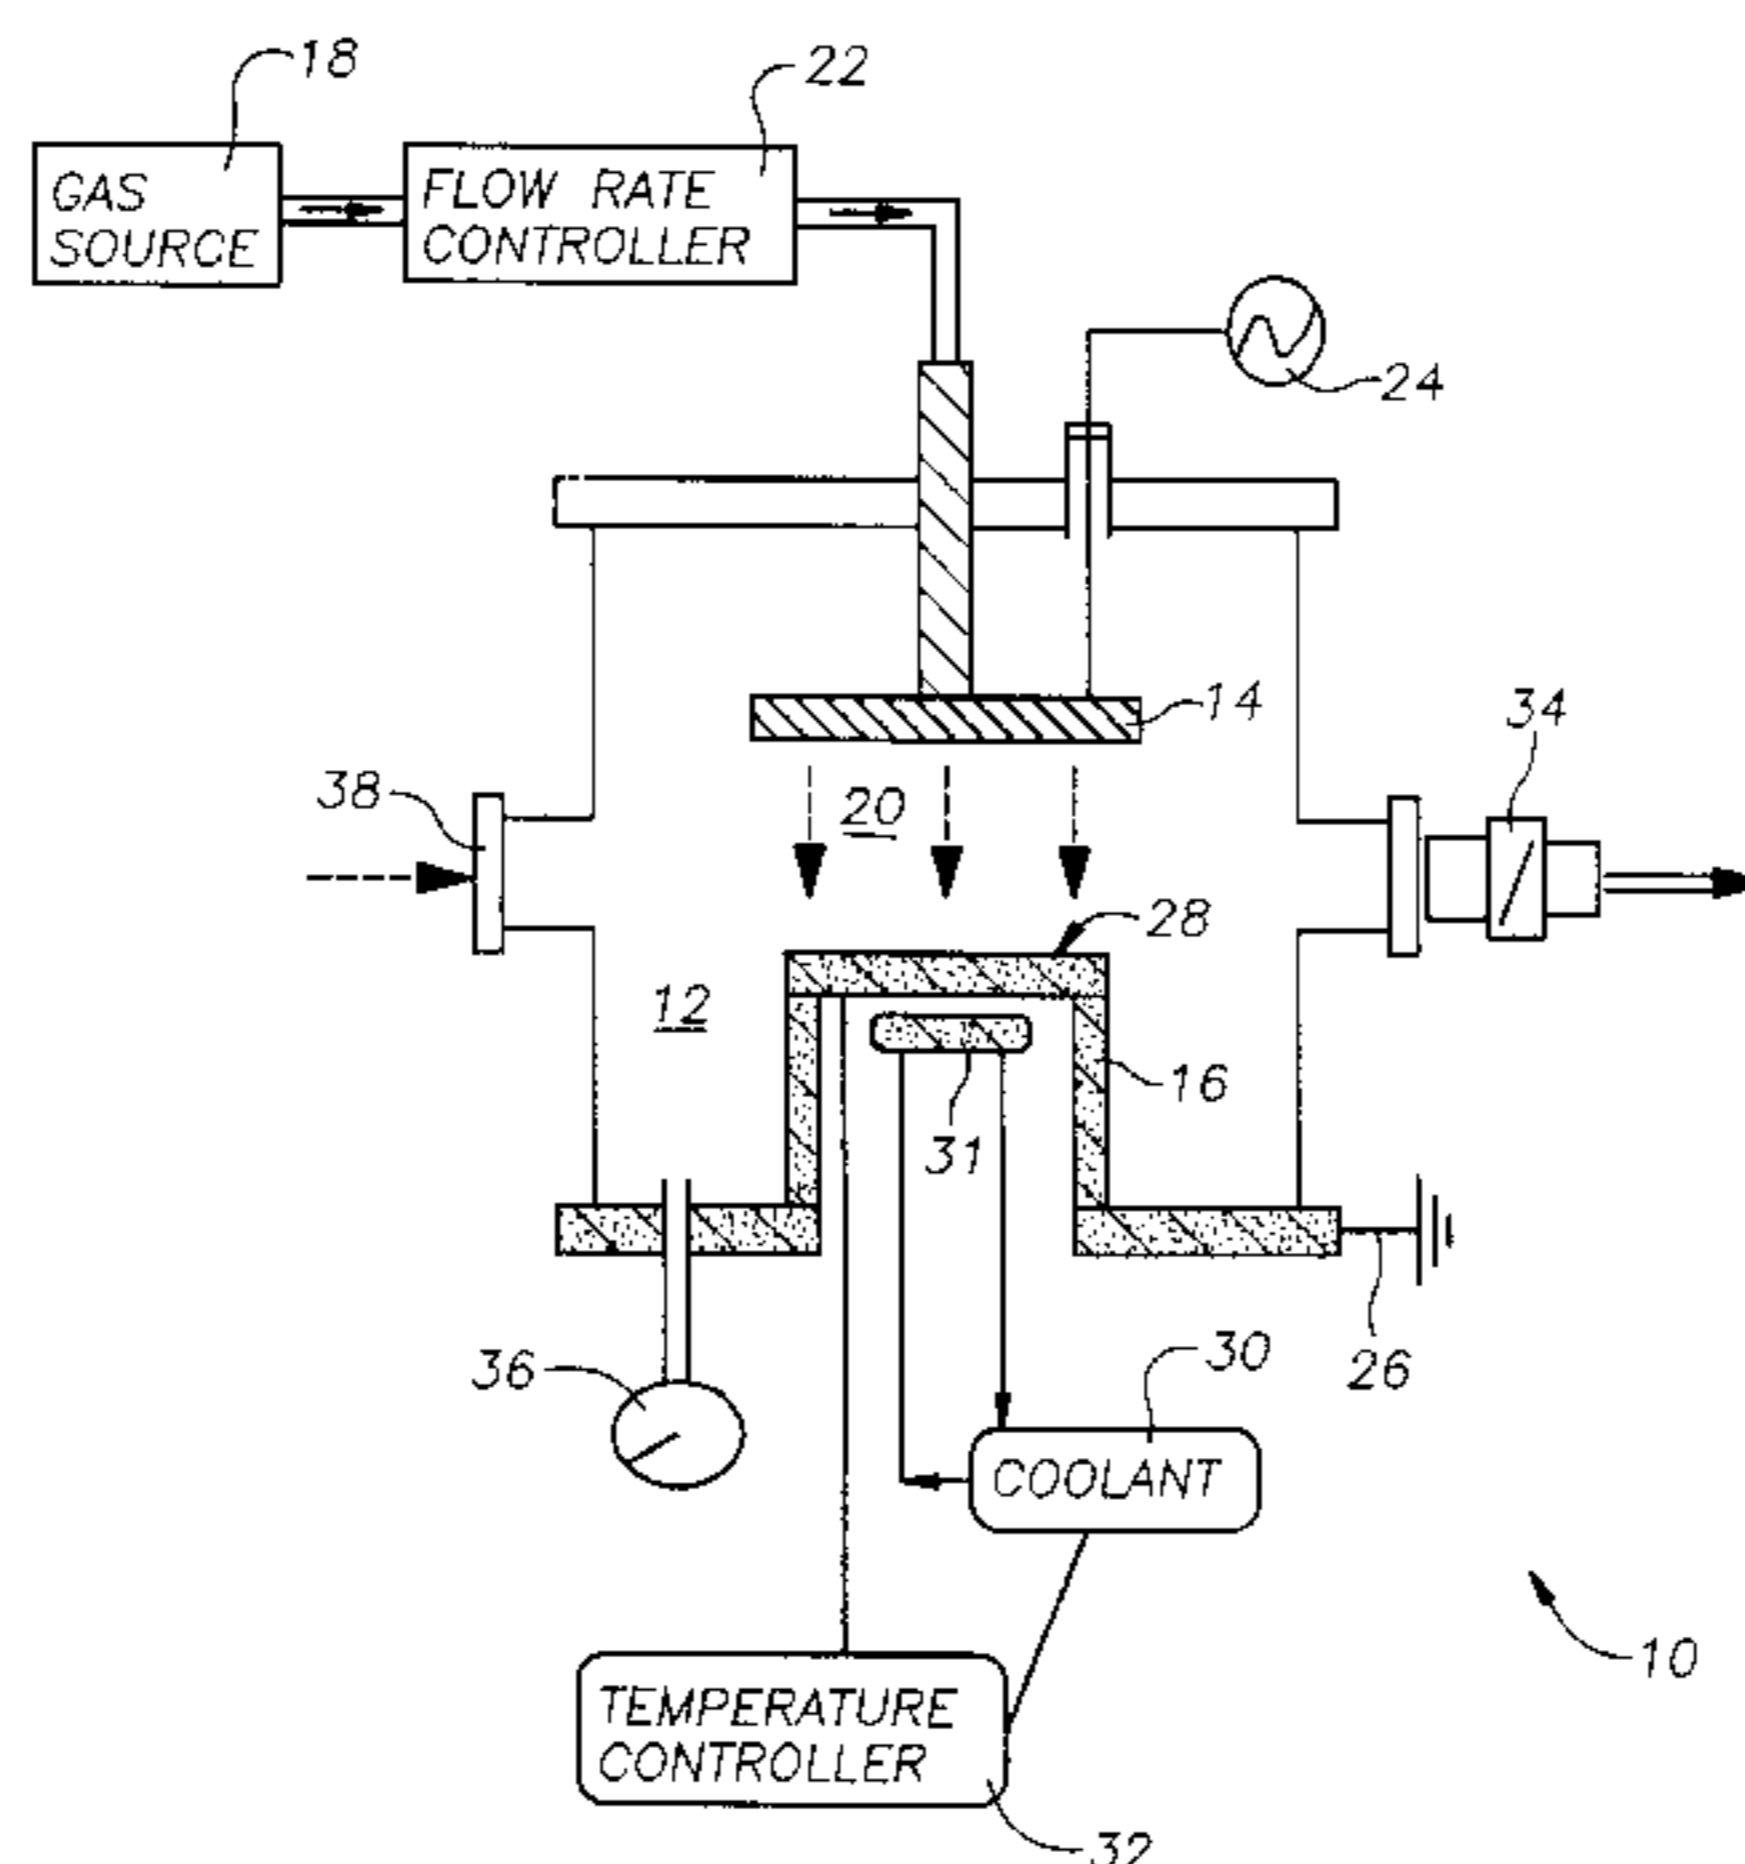 18
22
GAS
SOURCE
FLOW RATE
CONTROLLER
24
14
34
38
20
28
12
16
31
30
36
26
COOLANT
10
TEMPERATURE
CONTROLLER
32